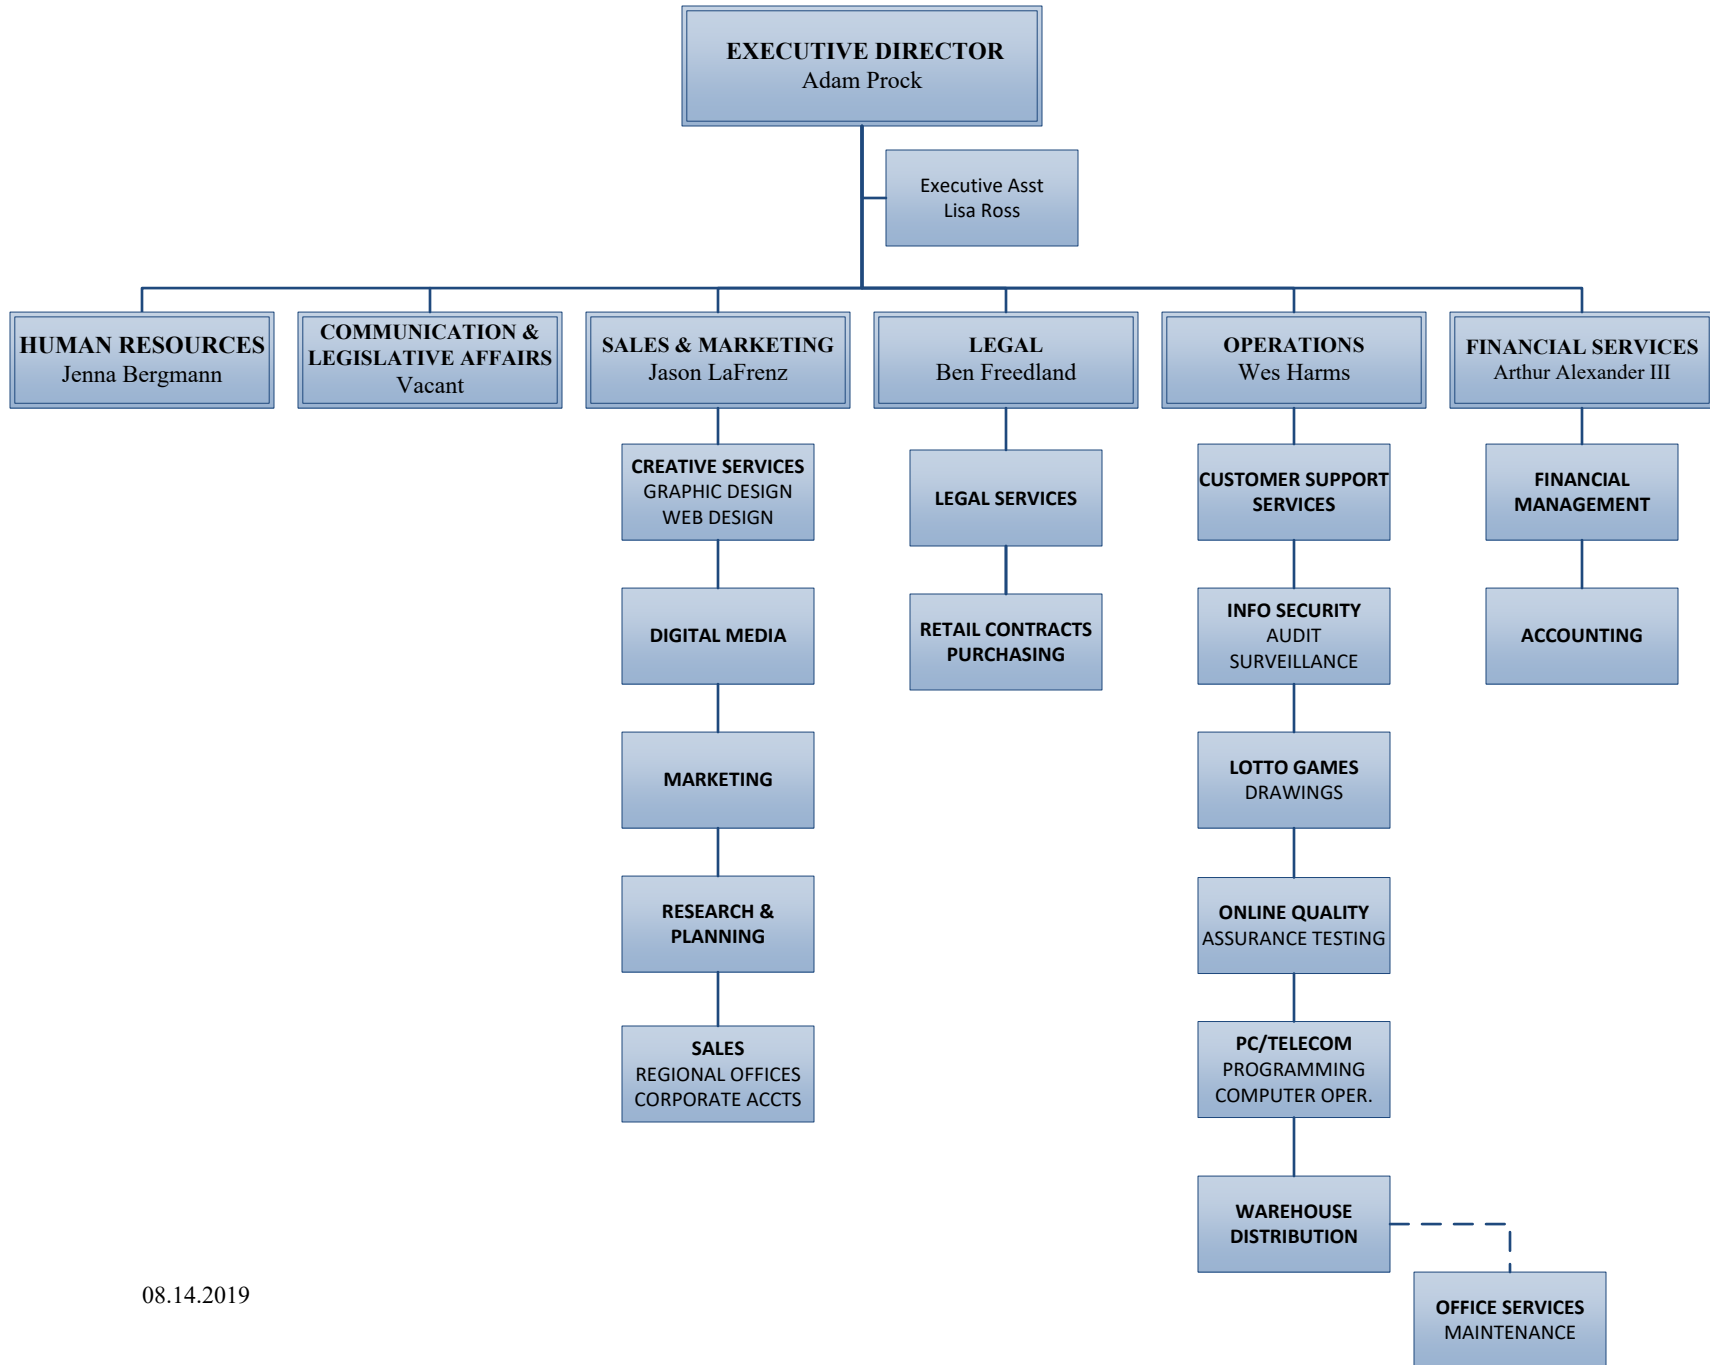 EXECUTIVE DIRECTOR
Adam Prock
Executive Asst
Lisa Ross
HUMAN RESOURCES
Jenna Bergmann
COMMUNICATION &
LEGISLATIVE AFFAIRS
Vacant
SALES & MARKETING
Jason LaFrenz
LEGAL
Ben Freedland
OPERATIONS
Wes Harms
FINANCIAL SERVICES
Arthur Alexander III
CREATIVE SERVICES
GRAPHIC DESIGN
WEB DESIGN
DIGITAL MEDIA
MARKETING
RESEARCH &
PLANNING
SALES
REGIONAL OFFICES
CORPORATE ACCTS
LEGAL SERVICES
RETAIL CONTRACTS
PURCHASING
CUSTOMER SUPPORT
SERVICES
INFO SECURITY
AUDIT
SURVEILLANCE
LOTTO GAMES
DRAWINGS
ONLINE QUALITY
ASSURANCE TESTING
PC/TELECOM
PROGRAMMING
COMPUTER OPER.
WAREHOUSE
DISTRIBUTION
OFFICE SERVICES
MAINTENANCE
FINANCIAL
MANAGEMENT
ACCOUNTING
08.14.2019